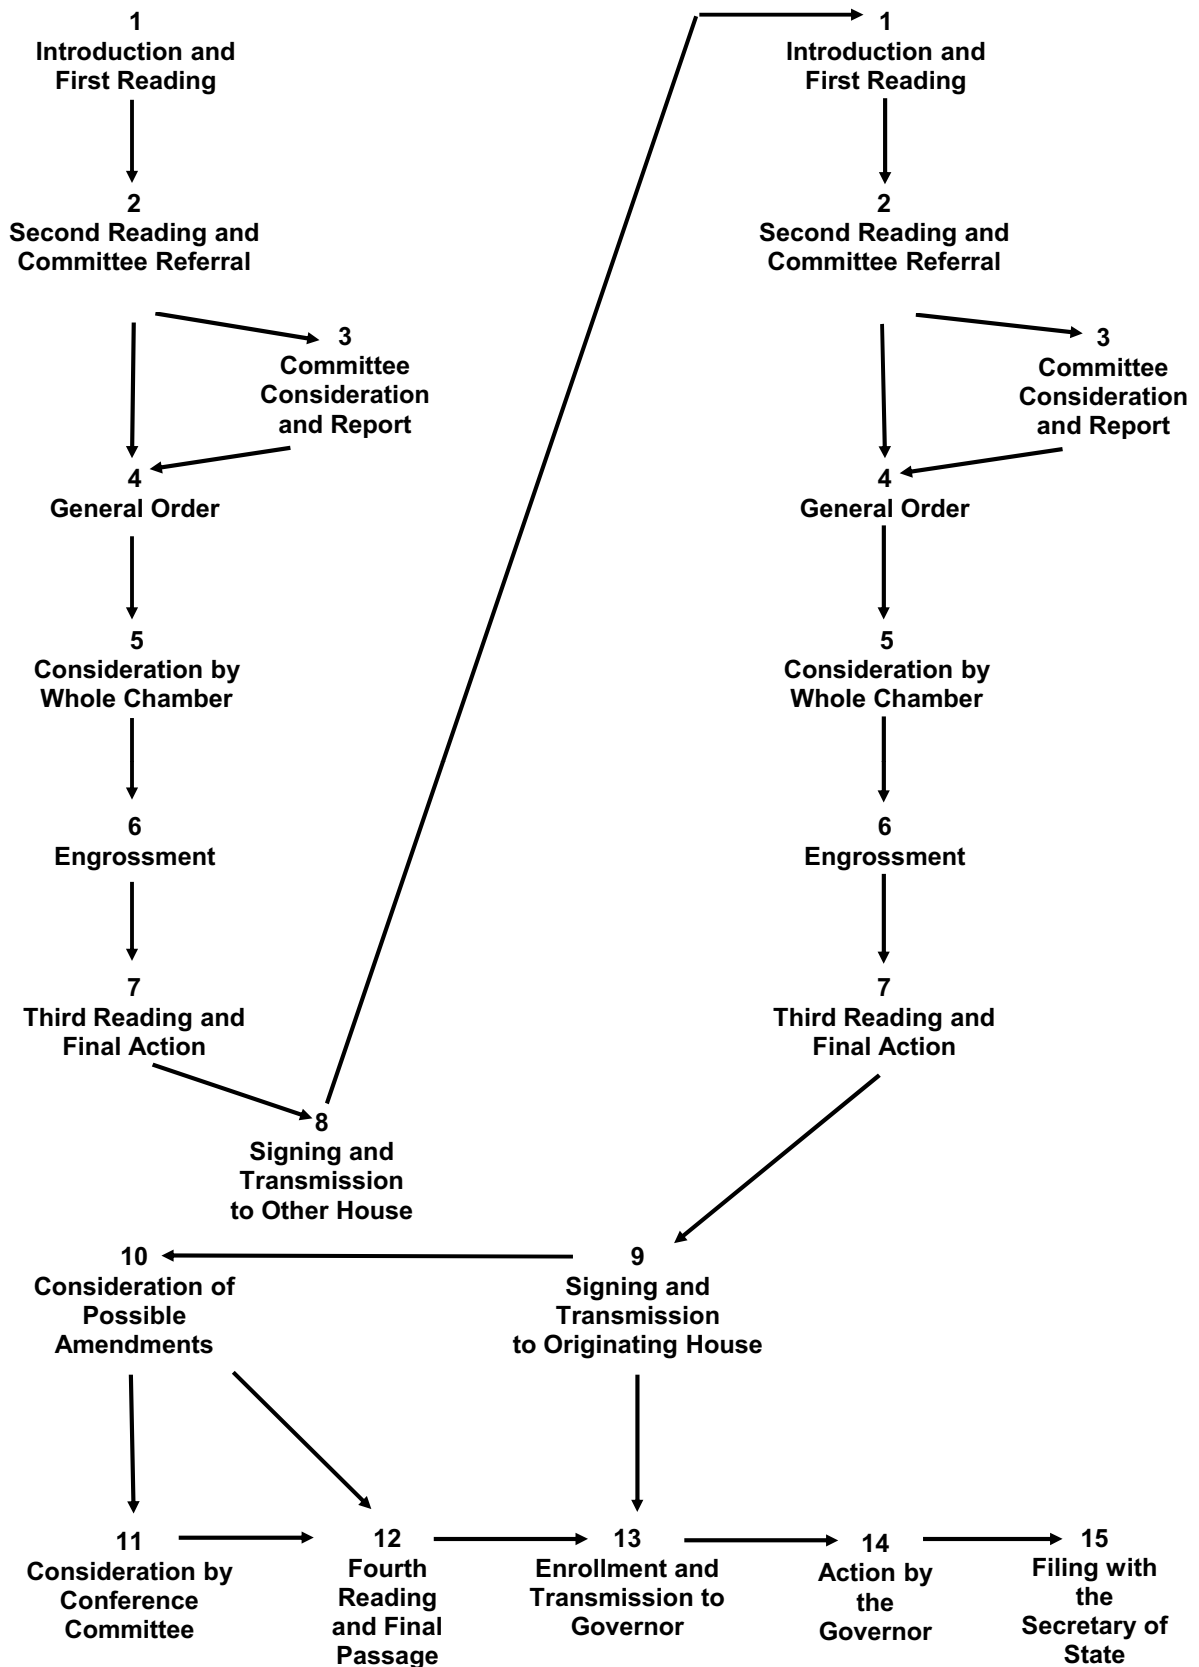 1
Introduction and
First Reading
2
Second Reading and
Committee Referral
3
Committee
Consideration
and Report
4
General Order
5
Consideration by
Whole Chamber
6
Engrossment
7
Third Reading and
Final Action
8
Signing and
Transmission
to Other House
1
Introduction and
First Reading
2
Second Reading and
Committee Referral
3
Committee
Consideration
and Report
4
General Order
5
Consideration by
Whole Chamber
6
Engrossment
7
Third Reading and
Final Action
9
Signing and
Transmission
to Originating House
10
Consideration of
Possible
Amendments
11
Consideration by
Conference
Committee
12
Fourth
Reading
and Final
Passage
13
Enrollment and
Transmission to
Governor
14
Action by
the
Governor
15
Filing with
the
Secretary of
State